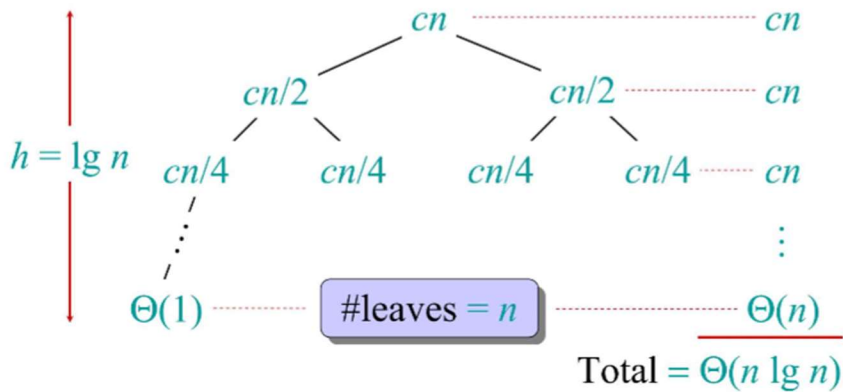 cn cn
cn/2 cn/2 cn
h = lg n cn/4 cn/4 cn/4 cn/4 cn
⋮ ⋮
Θ(1) #leaves = n Θ(n)
Total = Θ(n lg n)